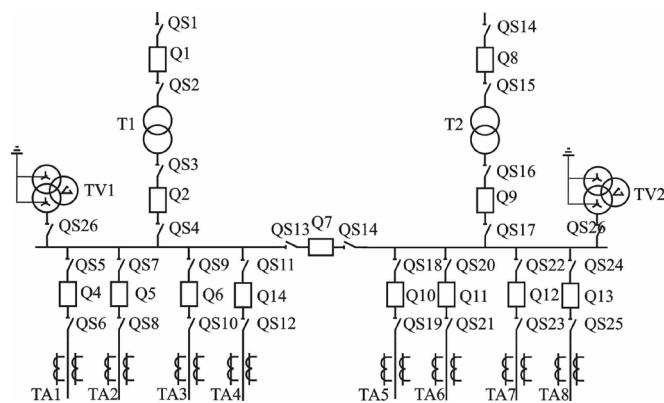 QS1 QS14
Q1 Q8
QS2 QS15
T1 T2
QS3 QS16
TV1 Q2 Q9 TV2
QS26 QS4 QS13 Q7 QS14 QS17 QS26
QS5 QS7 QS9 QS11 QS18 QS20 QS22 QS24
Q4 Q5 Q6 Q14 Q10 Q11 Q12 Q13
QS6 QS8 QS10 QS12 QS19 QS21 QS23 QS25
TA1 TA2 TA3 TA4 TA5 TA6 TA7 TA8